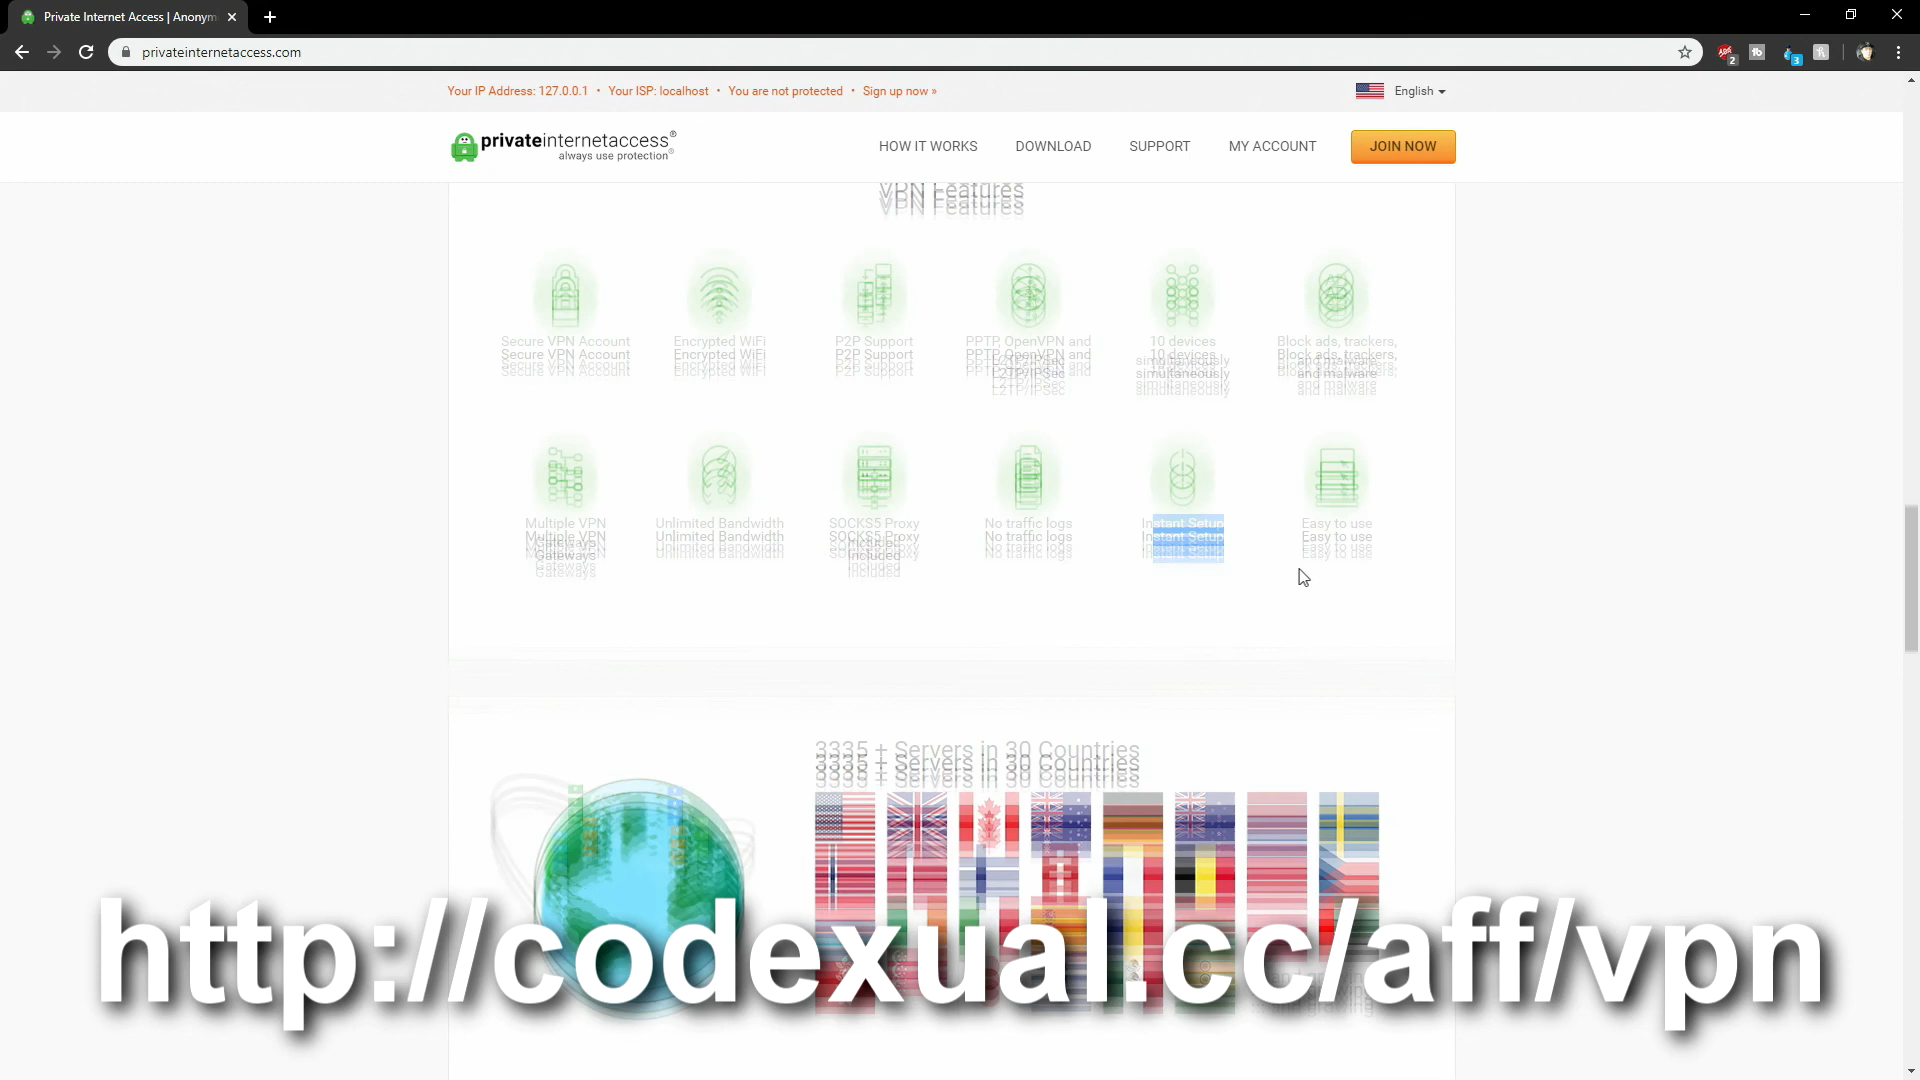 Private Internet Access | Anonym
privateinternetaccess.com
2
3
Your IP Address: 127.0.0.1 • Your ISP: localhost • You are not protected • Sign up now »
English
privateinternetaccess®
always use protection®
HOW IT WORKS
DOWNLOAD
SUPPORT
MY ACCOUNT
JOIN NOW
VPN Features
Secure VPN Account
Encrypted WiFi
P2P Support
PPTP, OpenVPN and
L2TP/IPSec
10 devices
simultaneously
Block ads, trackers,
and malware
Multiple VPN
Gateways
Unlimited Bandwidth
SOCKS5 Proxy
Included
No traffic logs
Instant Setup
Easy to use
3335 + Servers in 30 Countries
http://codexual.cc/aff/vpn